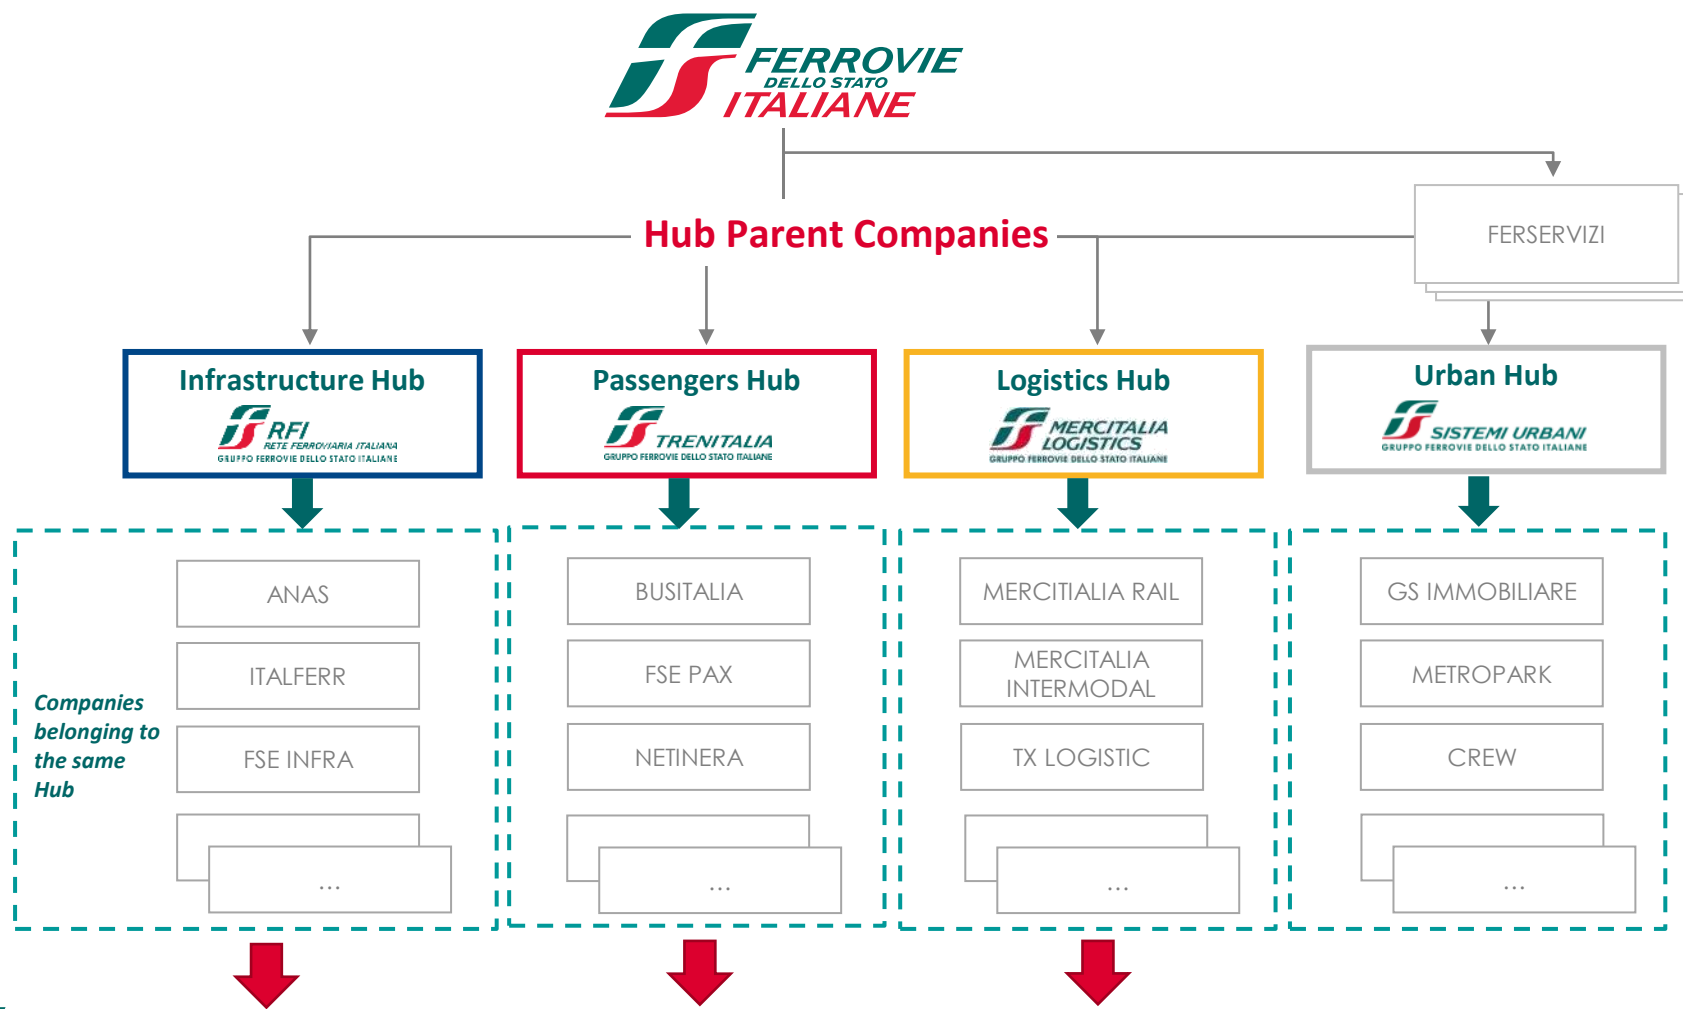 FERROVIE
DELLO STATO
ITALIANE
Hub Parent Companies
FERSERVIZI
Infrastructure Hub
RFI
RETE FERROVIARIA ITALIANA
GRUPPO FERROVIE DELLO STATO ITALIANE
Passengers Hub
TRENITALIA
GRUPPO FERROVIE DELLO STATO ITALIANE
Logistics Hub
MERCITALIA
LOGISTICS
GRUPPO FERROVIE DELLO STATO ITALIANE
Urban Hub
SISTEMI URBANI
GRUPPO FERROVIE DELLO STATO ITALIANE
Companies
belonging to
the same
Hub
ANAS
ITALFERR
FSE INFRA
...
BUSITALIA
FSE PAX
NETINERA
...
MERCITIALIA RAIL
MERCITALIA
INTERMODAL
TX LOGISTIC
...
GS IMMOBILIARE
METROPARK
CREW
...